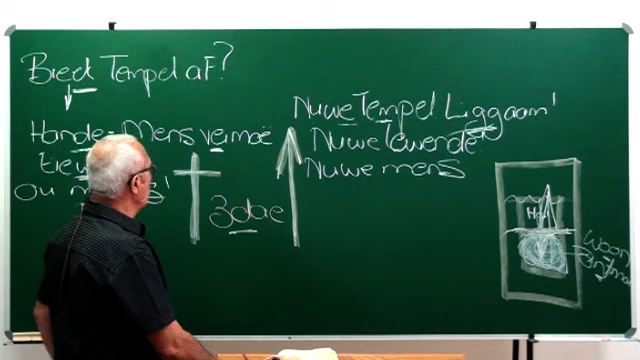 Breek Tempel af?
Hande - Mens vermoë
ou
3 dae
Nuwe Tempel Liggaam!
Nuwe lewende
Nuwe mens
Woon